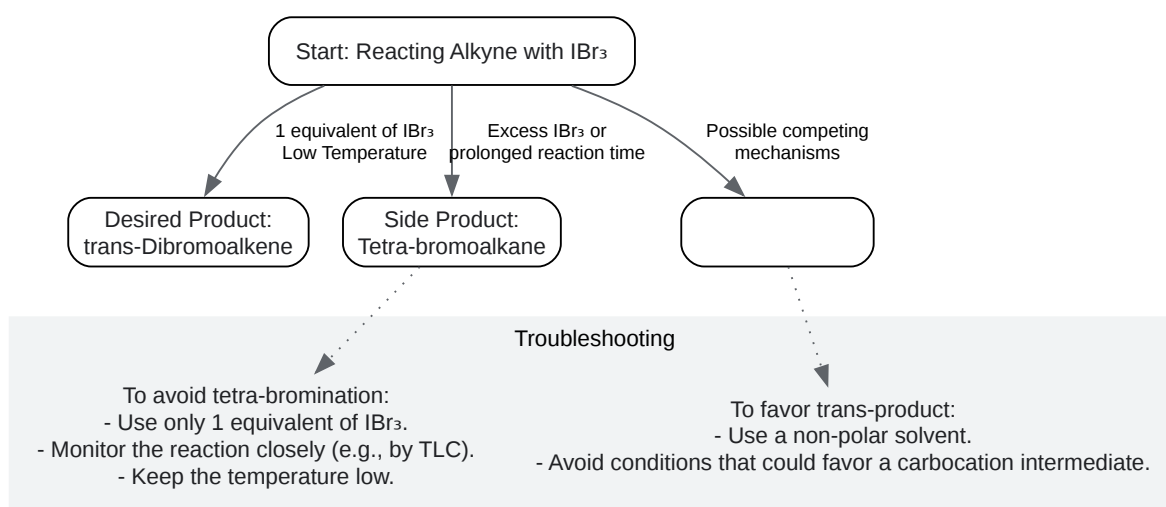 Start: Reacting Alkyne with IBr₃
1 equivalent of IBr₃
Low Temperature
Excess IBr₃ or
prolonged reaction time
Possible competing
mechanisms
Desired Product:
trans-Dibromoalkene
Side Product:
Tetra-bromoalkane
Troubleshooting
To avoid tetra-bromination:
- Use only 1 equivalent of IBr₃.
- Monitor the reaction closely (e.g., by TLC).
- Keep the temperature low.
To favor trans-product:
- Use a non-polar solvent.
- Avoid conditions that could favor a carbocation intermediate.